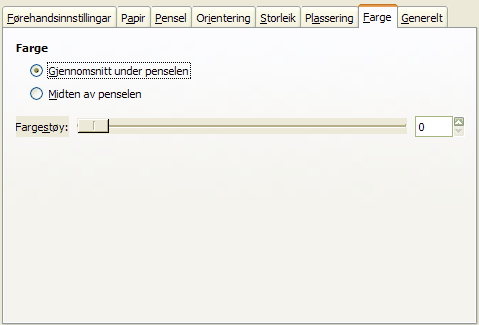 Førehandsinnstillingar Papir Pensel Orientering Storleik Plassering Farge Generelt
Farge
Gjennomsnitt under penselen
Midten av penselen
Fargestøy: 0